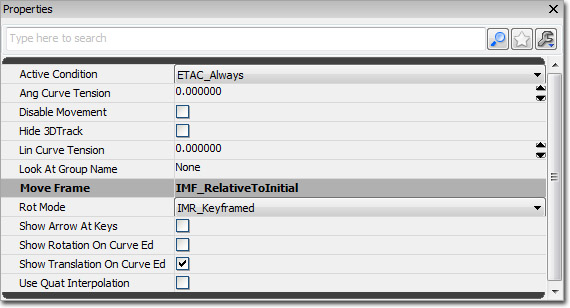 Properties
Type here to search
Active Condition ETAC_Always
Ang Curve Tension 0.000000
Disable Movement
Hide 3DTrack
Lin Curve Tension 0.000000
Look At Group Name None
Move Frame IMF_RelativeToInitial
Rot Mode IMR_Keyframed
Show Arrow At Keys
Show Rotation On Curve Ed
Show Translation On Curve Ed
Use Quat Interpolation